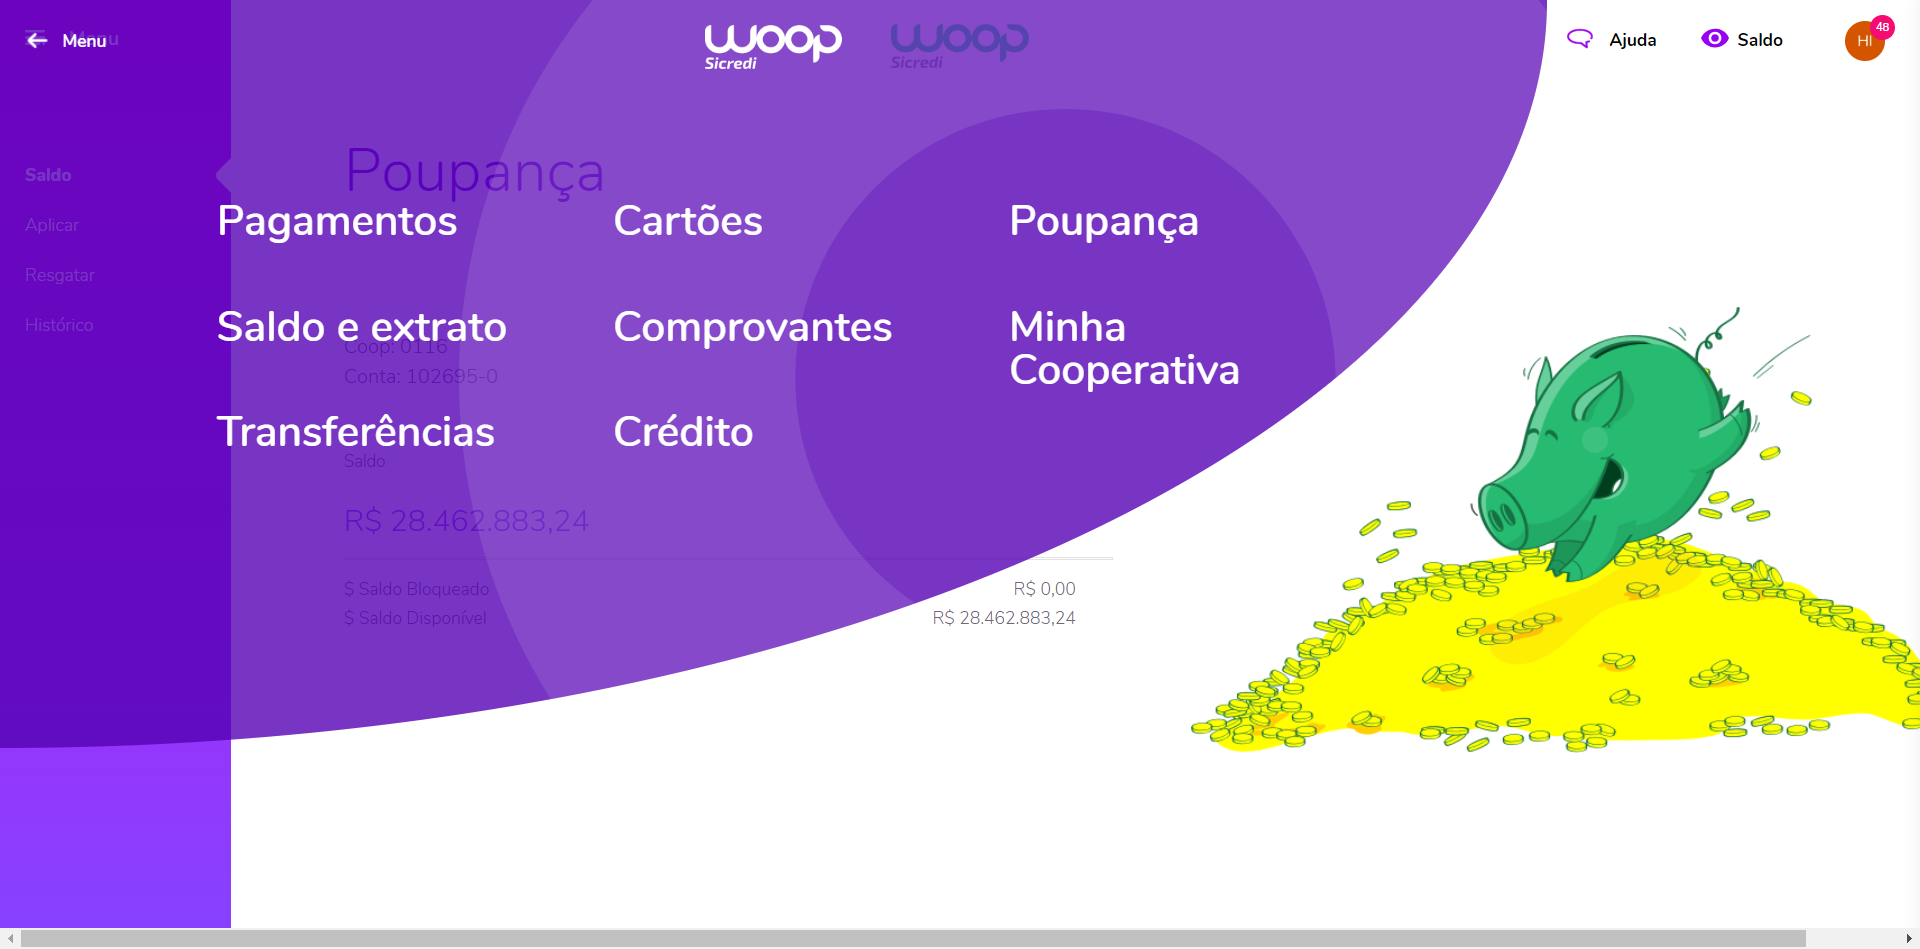 Menu
Menu
woop
Sicredi
woop
Sicredi
Ajuda
Saldo
HI
48
Saldo
Aplicar
Resgatar
Histórico
Poupança
Pagamentos
Cartões
Poupança
Saldo e extrato
Comprovantes
Minha
Cooperativa
Coop: 0116
Conta: 102695-0
Transferências
Crédito
Saldo
R$ 28.462.883,24
$ Saldo Bloqueado
R$ 0,00
$ Saldo Disponível
R$ 28.462.883,24